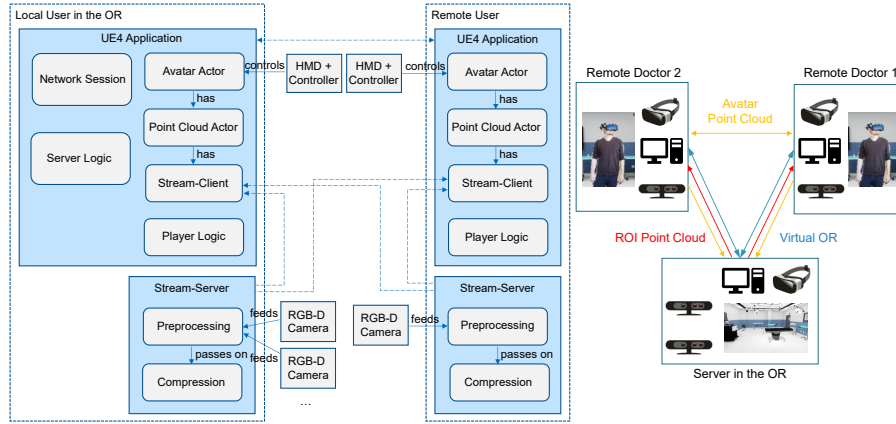 Local User in the OR
UE4 Application
Network Session
Avatar Actor
controls
HMD +
Controller
has
Point Cloud Actor
Server Logic
has
Stream-Client
Player Logic
Stream-Server
Preprocessing
feeds
RGB-D
Camera
passes on
feeds
RGB-D
Camera
Compression
...
Remote User
UE4 Application
HMD +
Controller
controls
Avatar Actor
has
Point Cloud Actor
has
Stream-Client
Player Logic
Stream-Server
RGB-D
Camera
feeds
Preprocessing
passes on
Compression
Remote Doctor 2
Remote Doctor 1
Avatar
Point Cloud
ROI Point Cloud
Virtual OR
Server in the OR